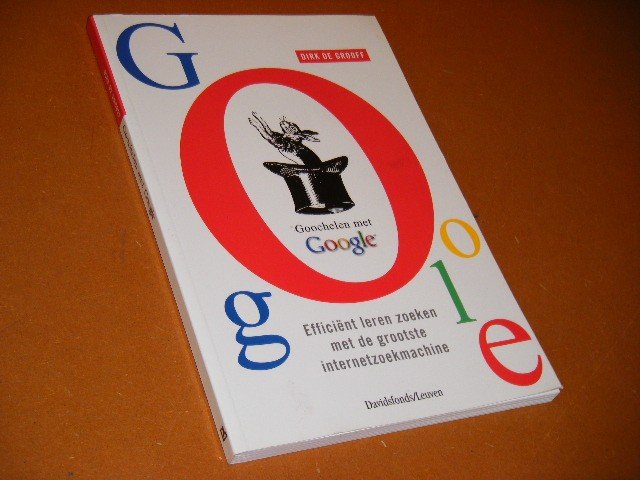 G
DIRK DE GROOFF
O
Goochelen met
Google
o
g
l
e
Efficiënt leren zoeken
met de grootste
internetzoekmachine
Davidsfonds/Leuven